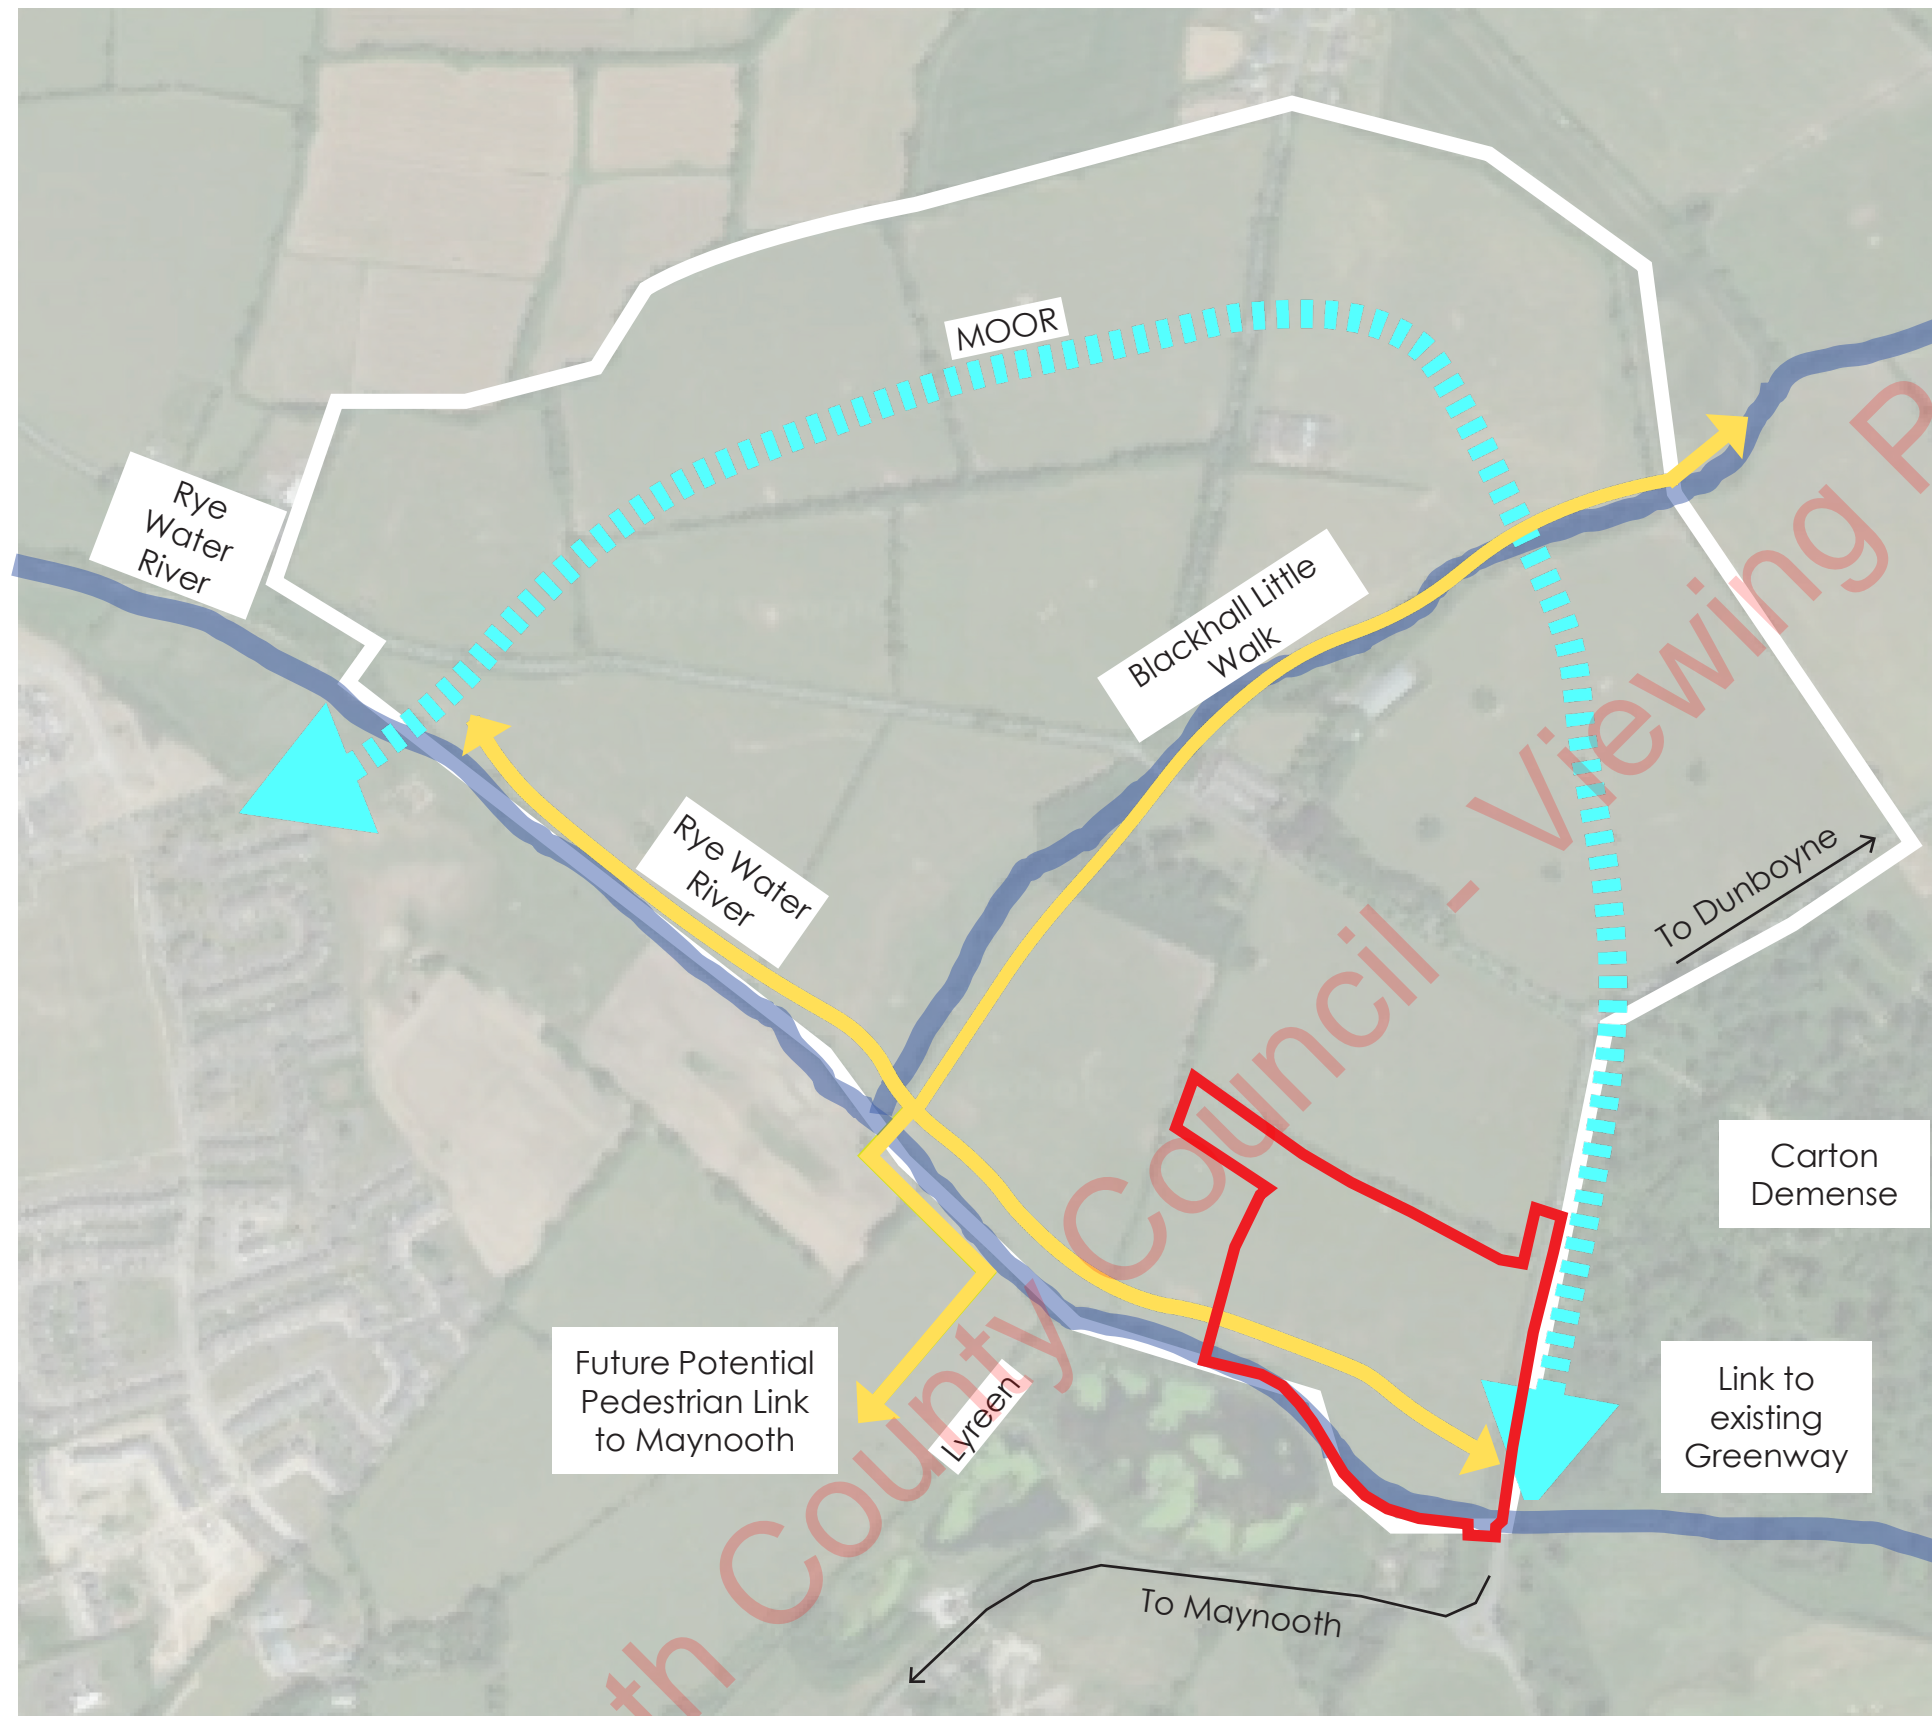 MOOR
Rye
Water
River
Blackhall Little
Walk
Rye Water
River
To Dunboyne
Carton
Demense
Future Potential
Pedestrian Link
to Maynooth
Lyreen
Link to
existing
Greenway
To Maynooth
th County Council - Viewing P